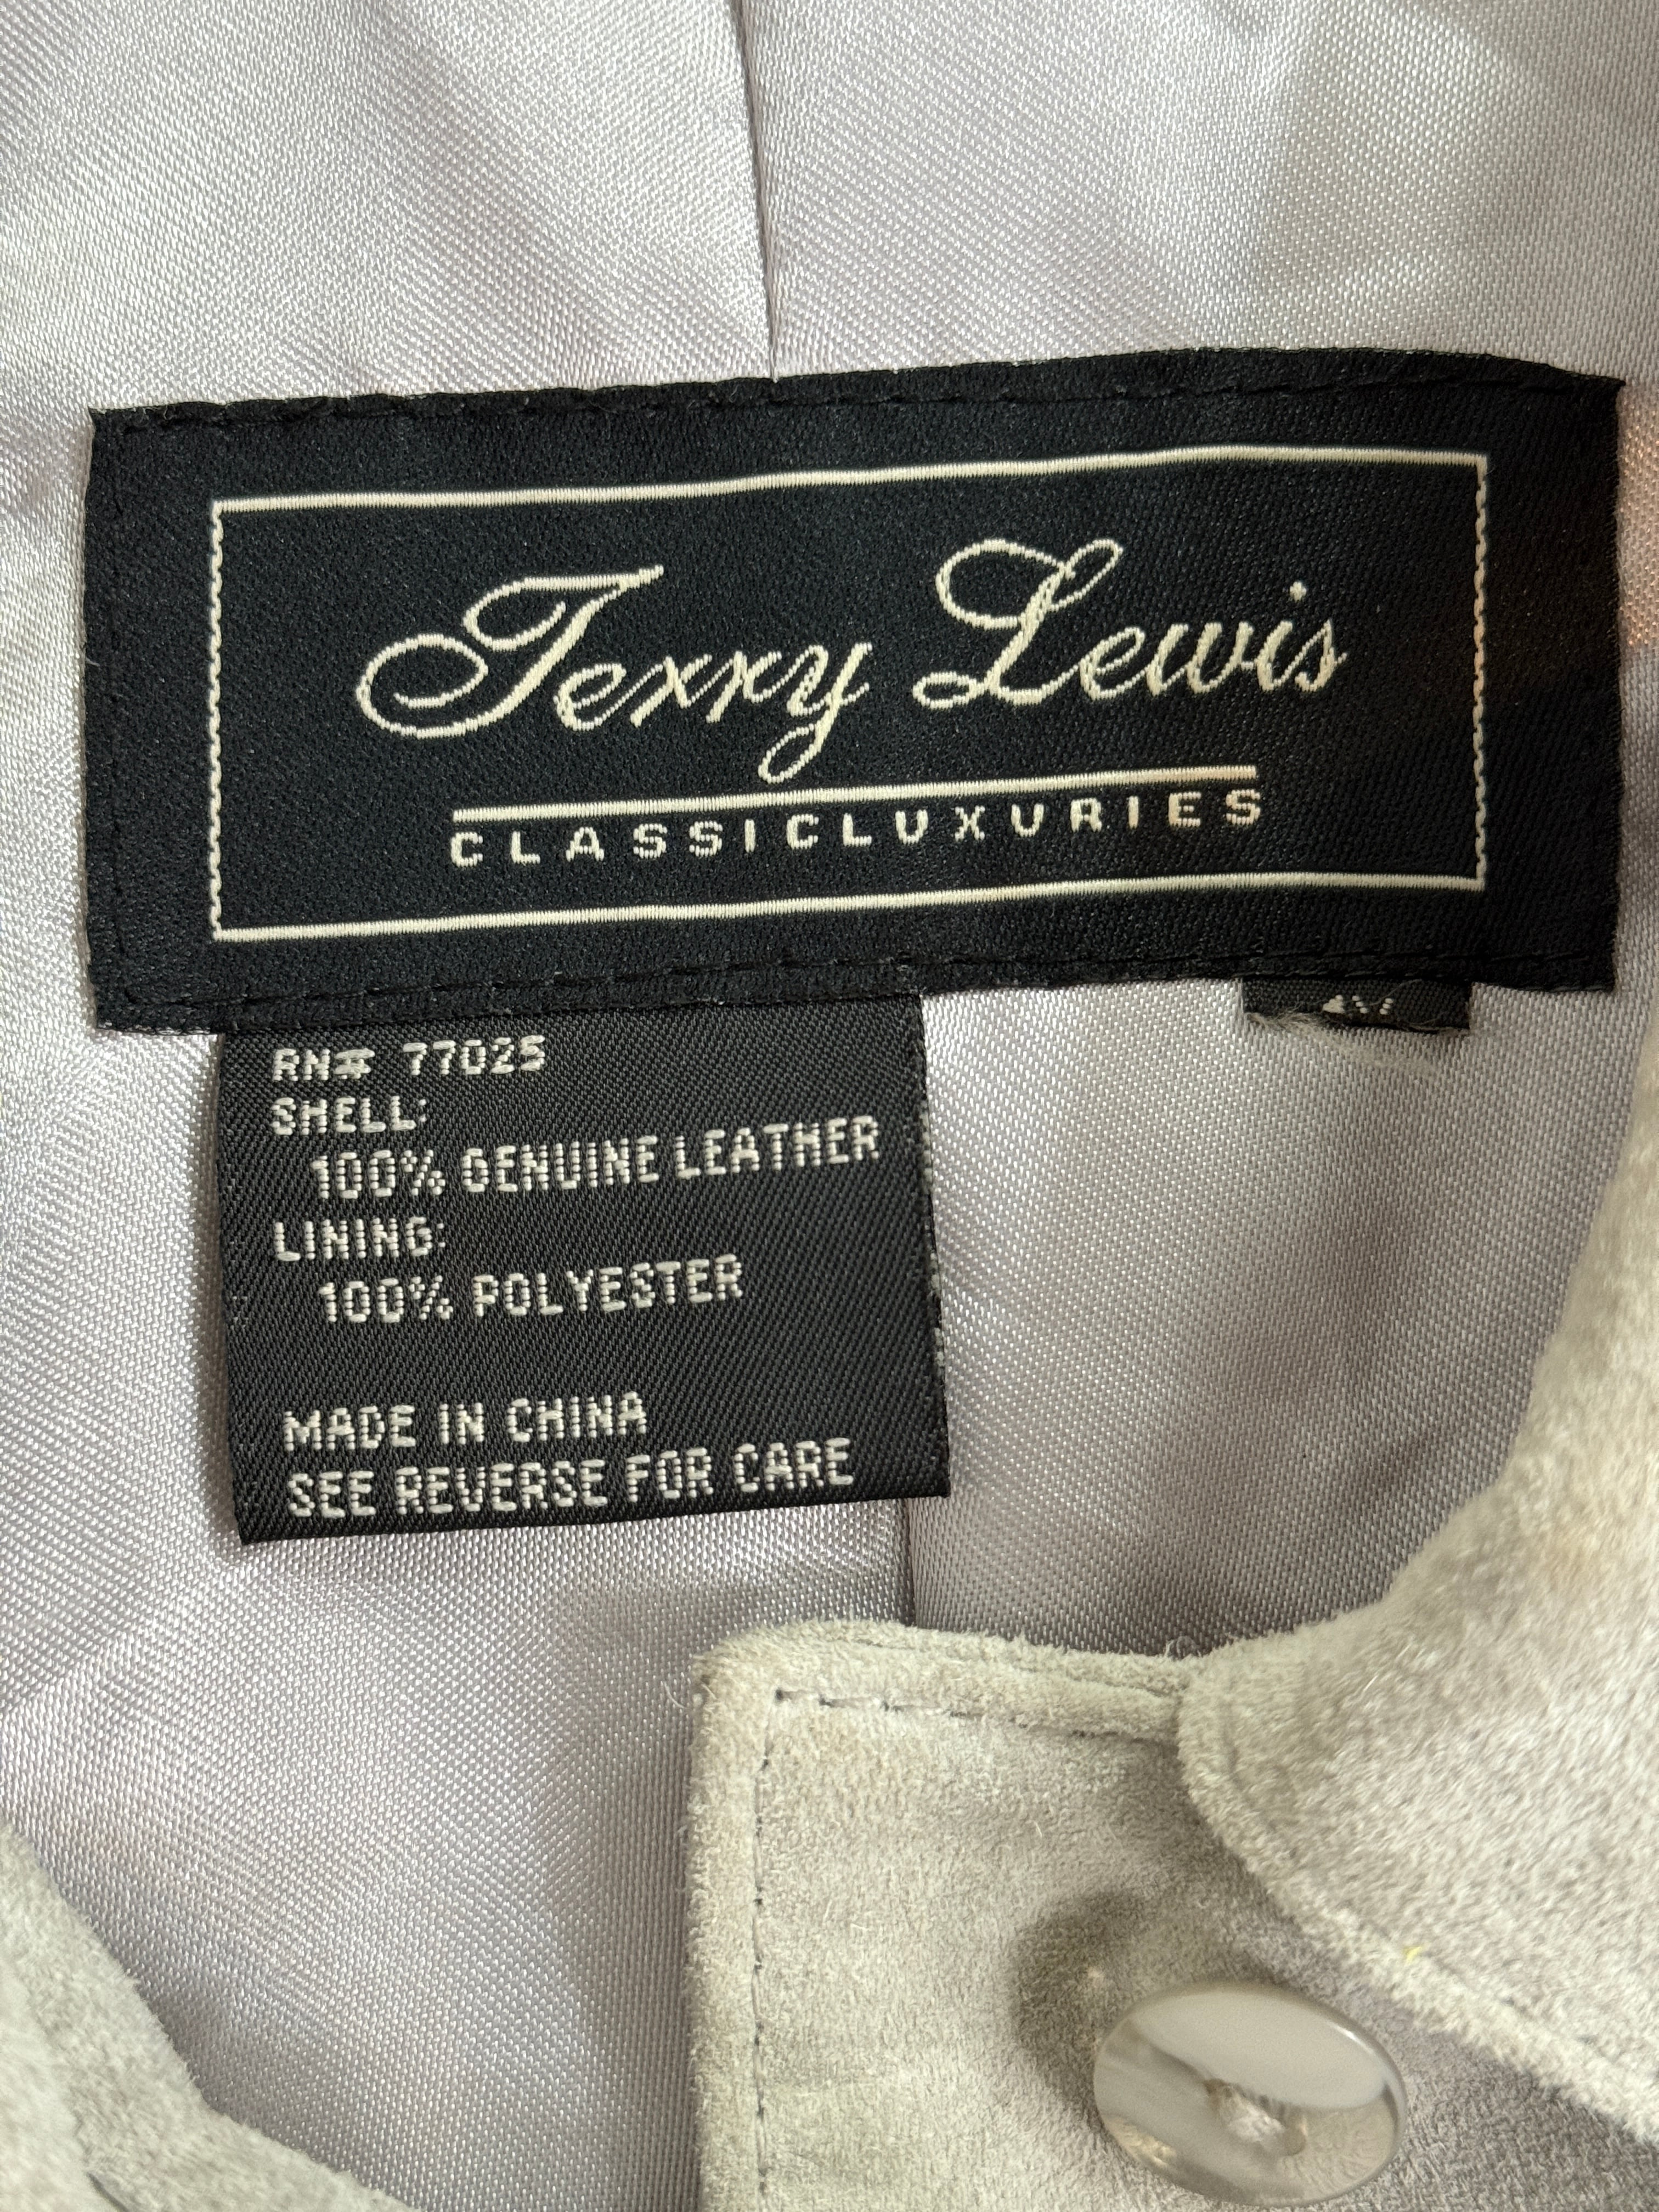 Terry Lewis
CLASSICLUXURIES
RN# 77025
SHELL:
100% GENUINE LEATHER
LINING:
100% POLYESTER
MADE IN CHINA
SEE REVERSE FOR CARE